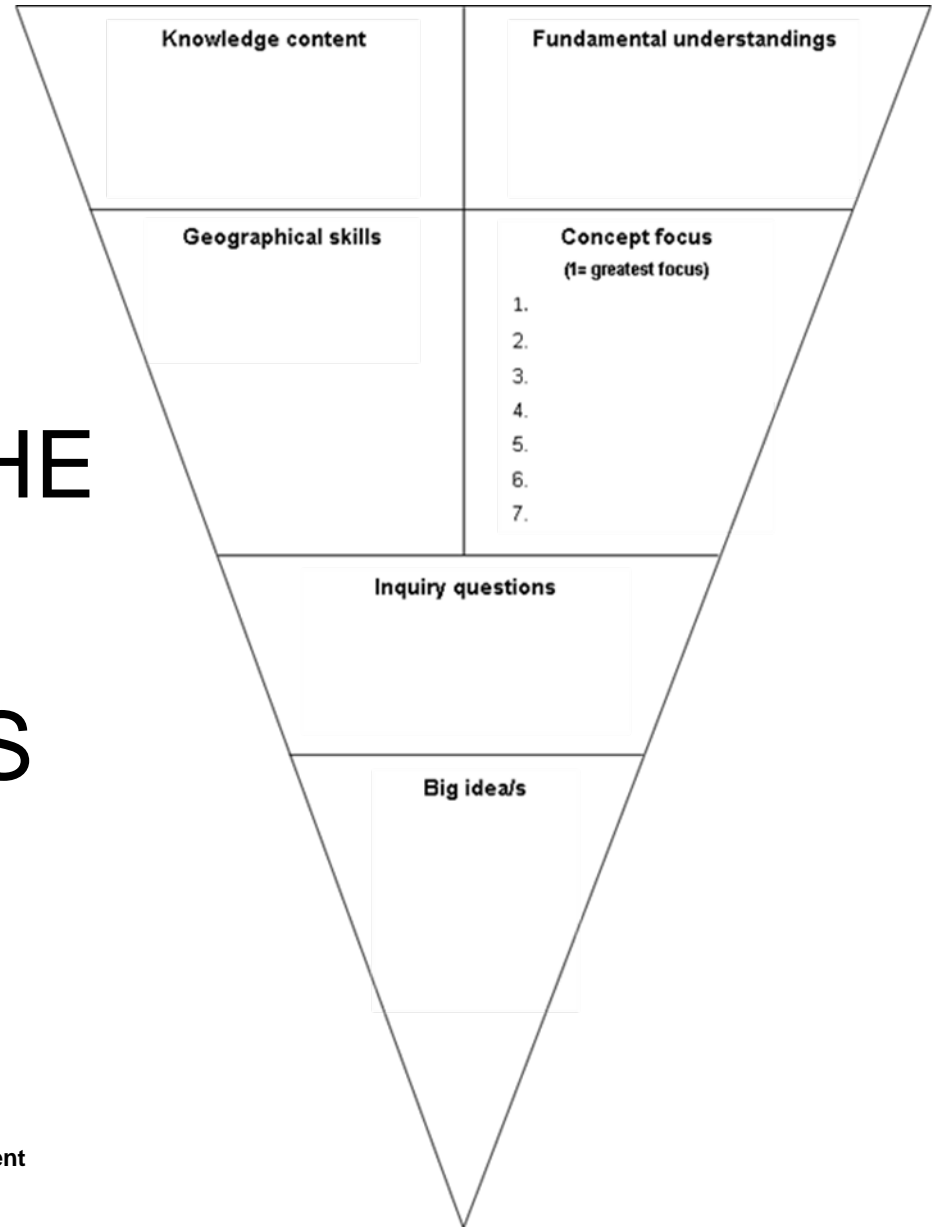 Knowledge content
Fundamental understandings
Geographical skills
Concept focus
(1= greatest focus)
1.
2.
3.
4.
5.
6.
7.
HE
Inquiry questions
S
Big idea/s
ent